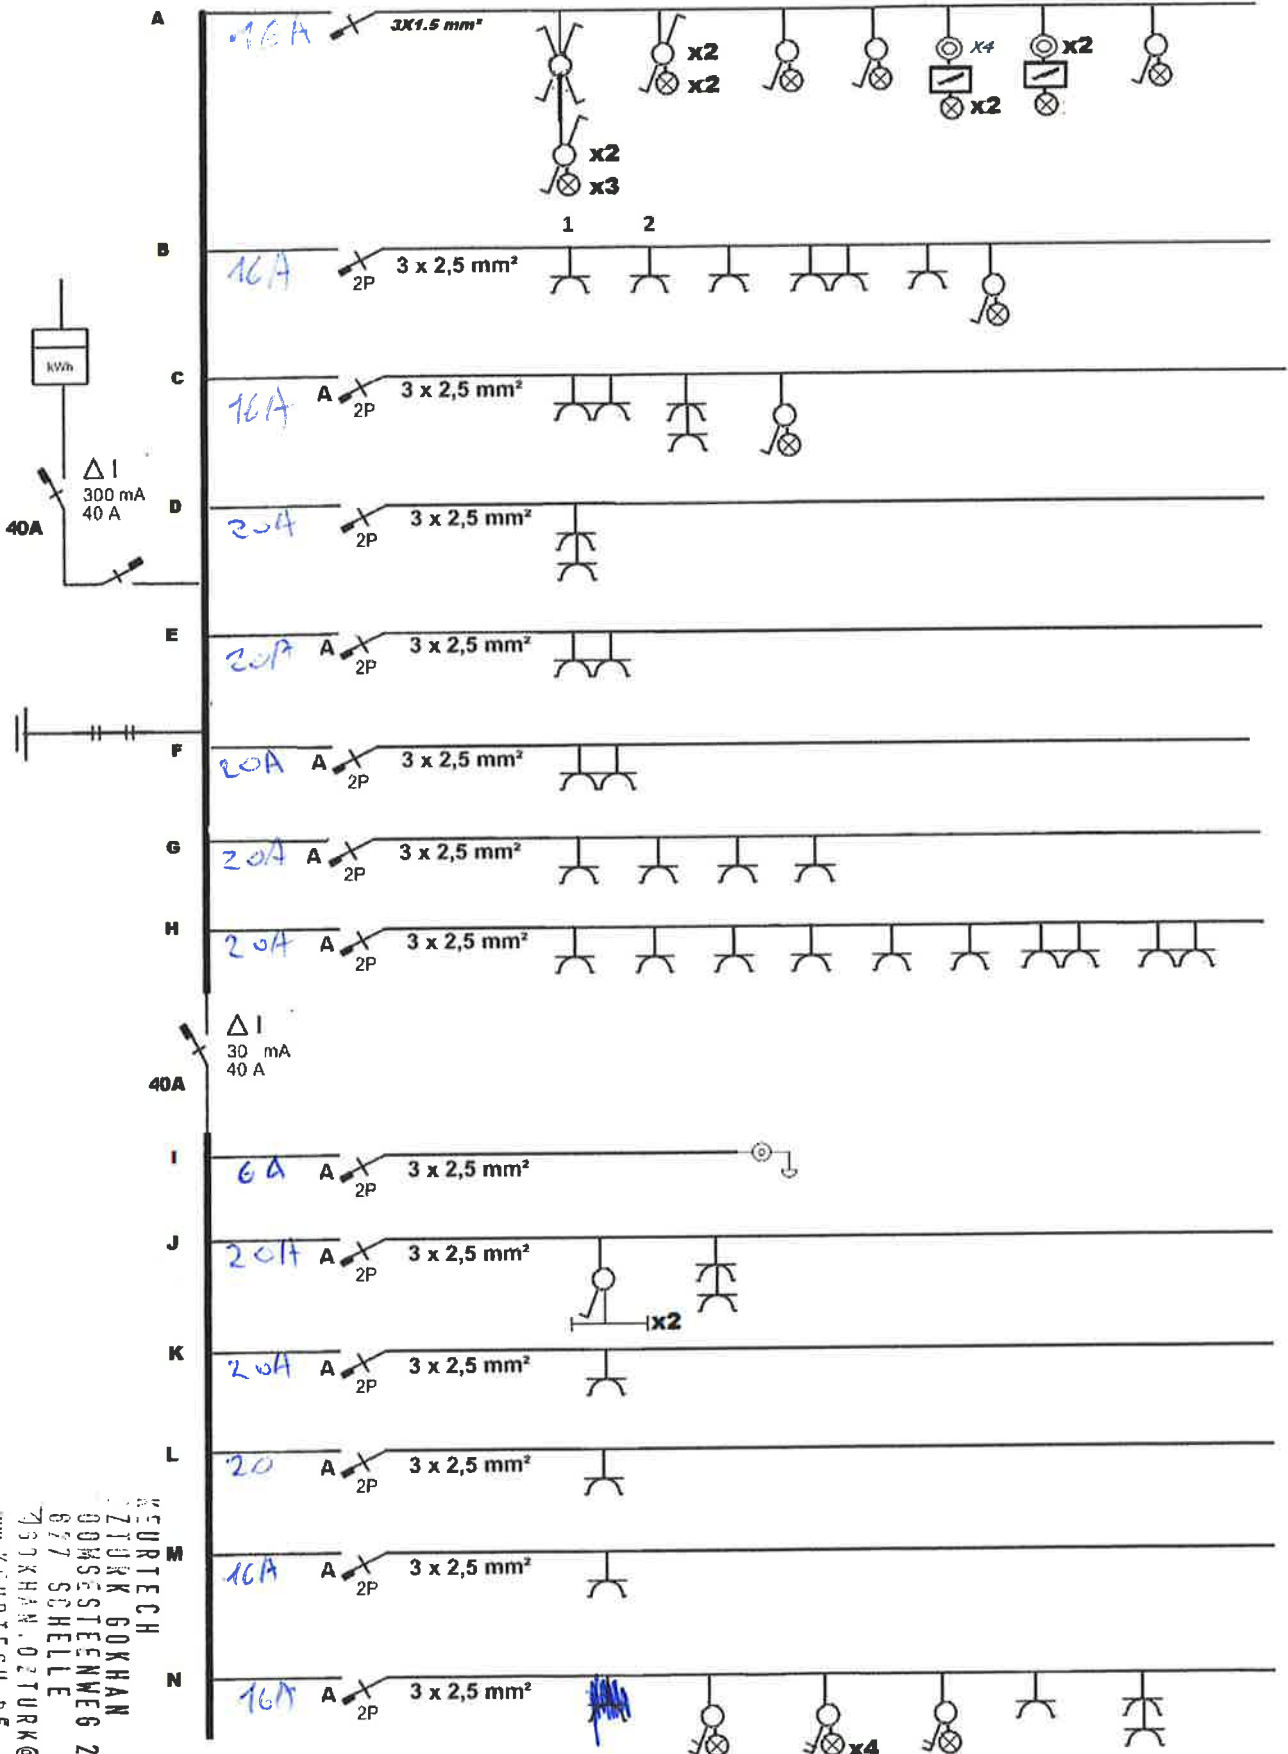 A 16A 3X1.5 mm²
x2
x2
X4
x2
x2
x2
x3
1 2
B 16A 2P 3 x 2,5 mm²
kWh
C 16A A 2P 3 x 2,5 mm²
Δ I
300 mA
40 A
40A
D 20A 2P 3 x 2,5 mm²
E 20A A 2P 3 x 2,5 mm²
F 20A A 2P 3 x 2,5 mm²
G 20A A 2P 3 x 2,5 mm²
H 20A A 2P 3 x 2,5 mm²
Δ I
30 mA
40 A
40A
I 6A A 2P 3 x 2,5 mm²
J 20A A 2P 3 x 2,5 mm²
x2
K 20A A 2P 3 x 2,5 mm²
L 20 A 2P 3 x 2,5 mm²
M 16A A 2P 3 x 2,5 mm²
N 16A A 2P 3 x 2,5 mm²
x4
KEURTECH
ZTURK GOKHAN
SCHELLE